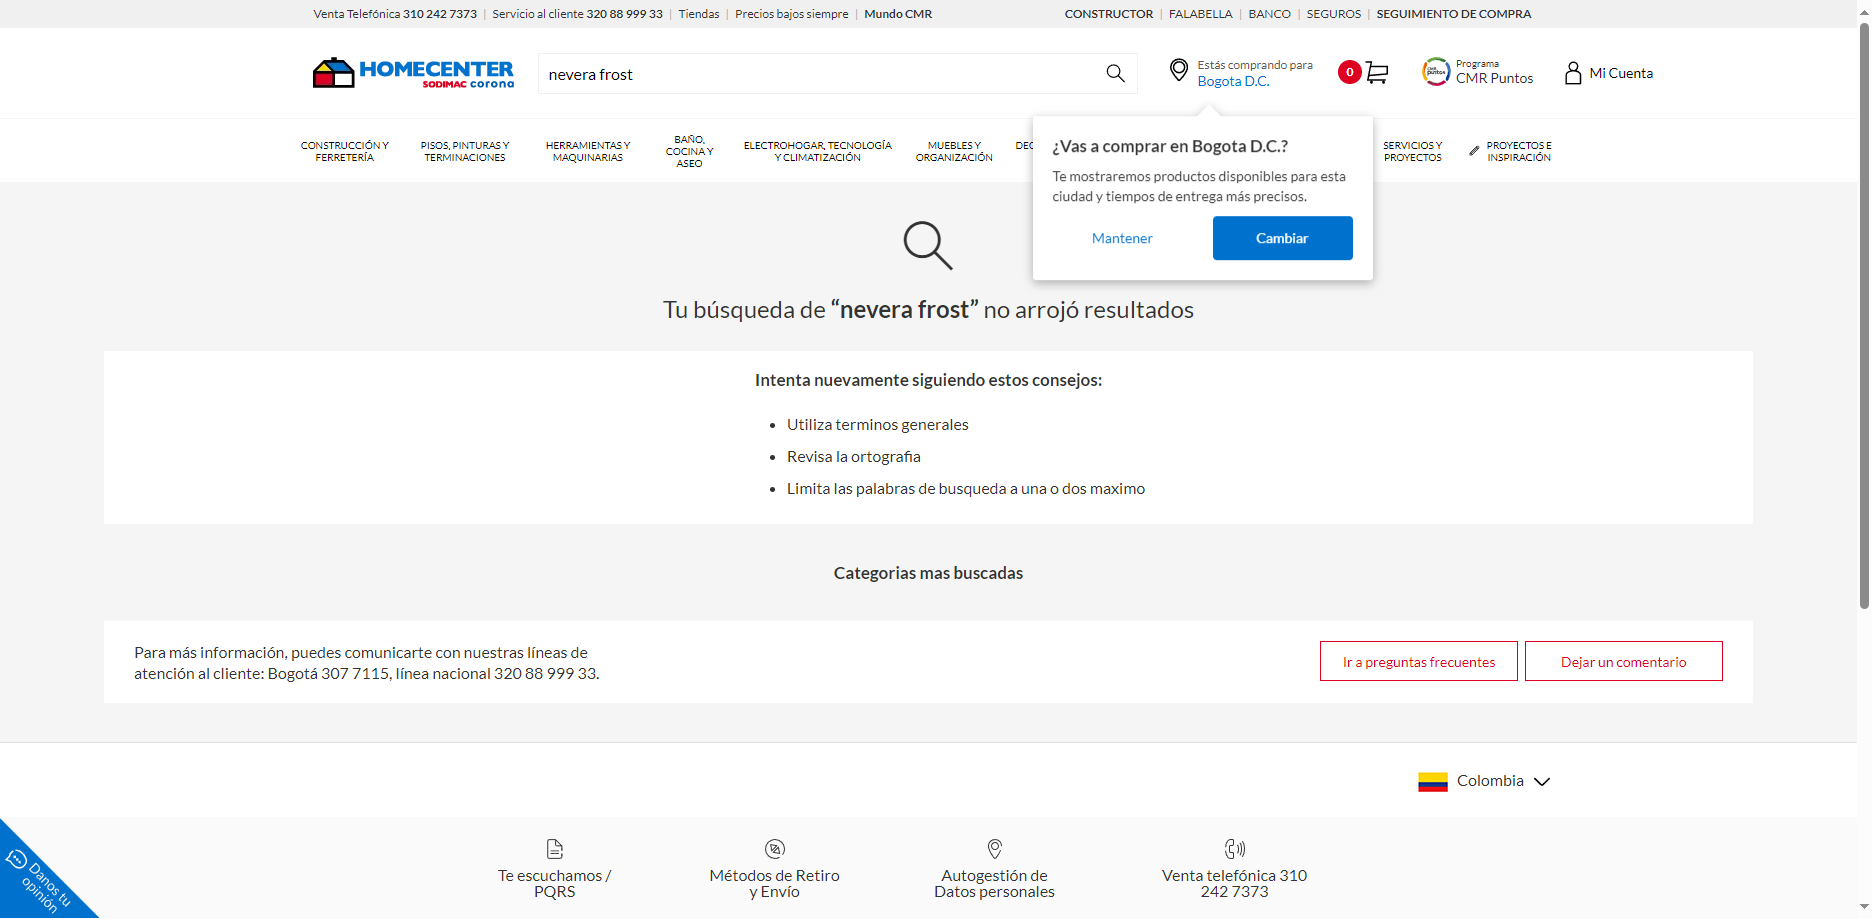 Venta Telefónica 310 242 7373 | Servicio al cliente 320 88 999 33 | Tiendas | Precios bajos siempre | Mundo CMR
CONSTRUCTOR | FALABELLA | BANCO | SEGUROS | SEGUIMIENTO DE COMPRA
HOMECENTER
SODIMAC corona
nevera frost
Estás comprando para
Bogota D.C.
0
Programa
CMR Puntos
Mi Cuenta
CONSTRUCCIÓN Y
FERRETERÍA
PISOS, PINTURAS Y
TERMINACIONES
HERRAMIENTAS Y
MAQUINARIAS
BAÑO,
COCINA Y
ASEO
ELECTROHOGAR, TECNOLOGÍA
Y CLIMATIZACIÓN
MUEBLES Y
ORGANIZACIÓN
SERVICIOS Y
PROYECTOS
PROYECTOS E
INSPIRACIÓN
¿Vas a comprar en Bogota D.C.?
Te mostraremos productos disponibles para esta
ciudad y tiempos de entrega más precisos.
Mantener
Cambiar
Tu búsqueda de “nevera frost” no arrojó resultados
Intenta nuevamente siguiendo estos consejos:
• Utiliza terminos generales
• Revisa la ortografia
• Limita las palabras de busqueda a una o dos maximo
Categorias mas buscadas
Para más información, puedes comunicarte con nuestras líneas de
atención al cliente: Bogotá 307 7115, línea nacional 320 88 999 33.
Ir a preguntas frecuentes
Dejar un comentario
Colombia
Te escuchamos /
PQRS
Métodos de Retiro
y Envío
Autogestión de
Datos personales
Venta telefónica 310
242 7373
Danos tu
opinión